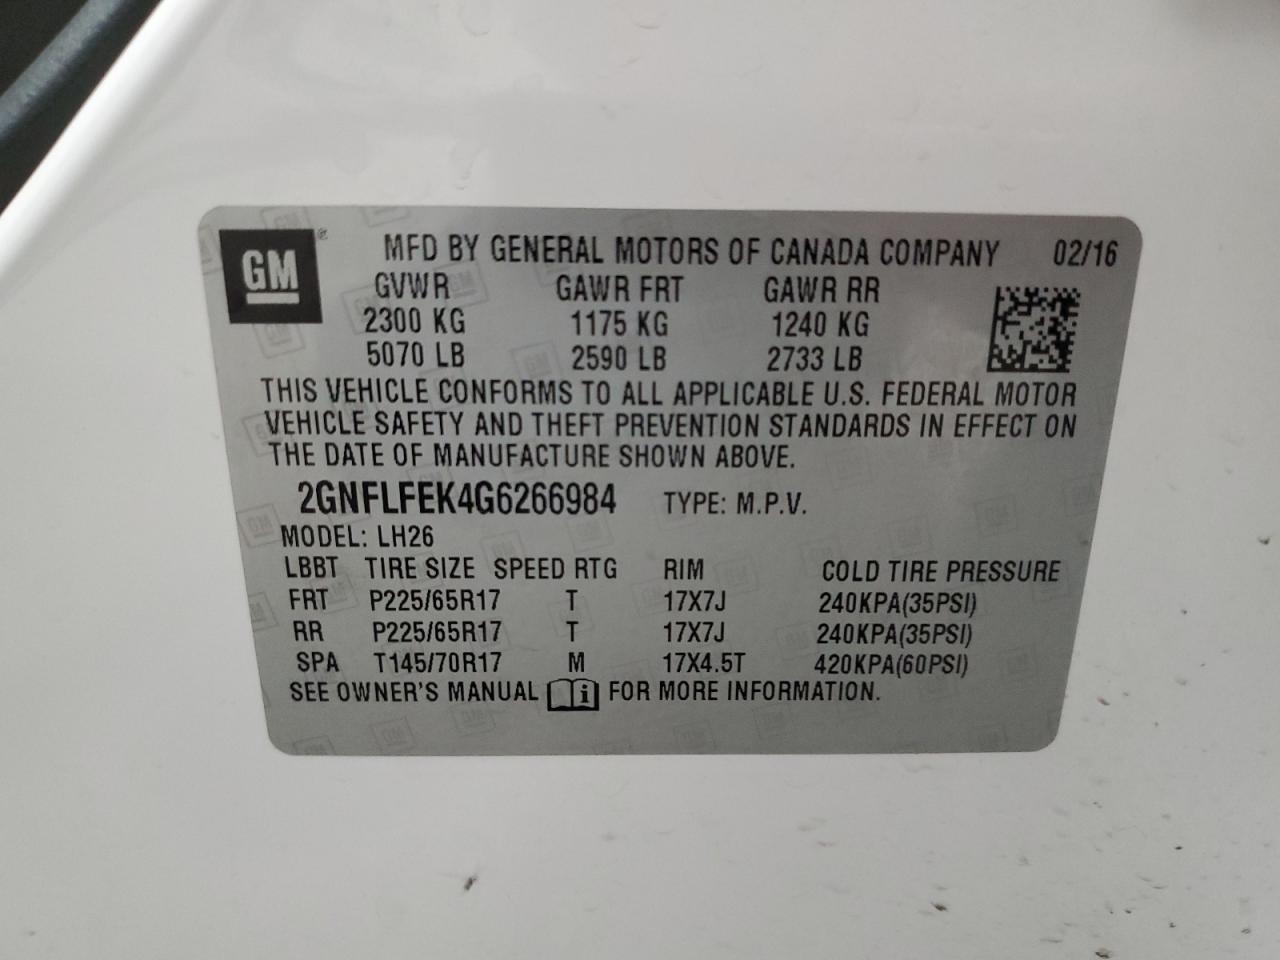 GM ® MFD BY GENERAL MOTORS OF CANADA COMPANY 02/16
GVWR GAWR FRT GAWR RR
2300 KG 1175 KG 1240 KG
5070 LB 2590 LB 2733 LB
THIS VEHICLE CONFORMS TO ALL APPLICABLE U.S. FEDERAL MOTOR
VEHICLE SAFETY AND THEFT PREVENTION STANDARDS IN EFFECT ON
THE DATE OF MANUFACTURE SHOWN ABOVE.
2GNFLFEK4G6266984 TYPE: M.P.V.
MODEL: LH26
LBBT TIRE SIZE SPEED RTG RIM COLD TIRE PRESSURE
FRT P225/65R17 T 17X7J 240KPA(35PSI)
RR P225/65R17 T 17X7J 240KPA(35PSI)
SPA T145/70R17 M 17X4.5T 420KPA(60PSI)
SEE OWNER'S MANUAL i FOR MORE INFORMATION.